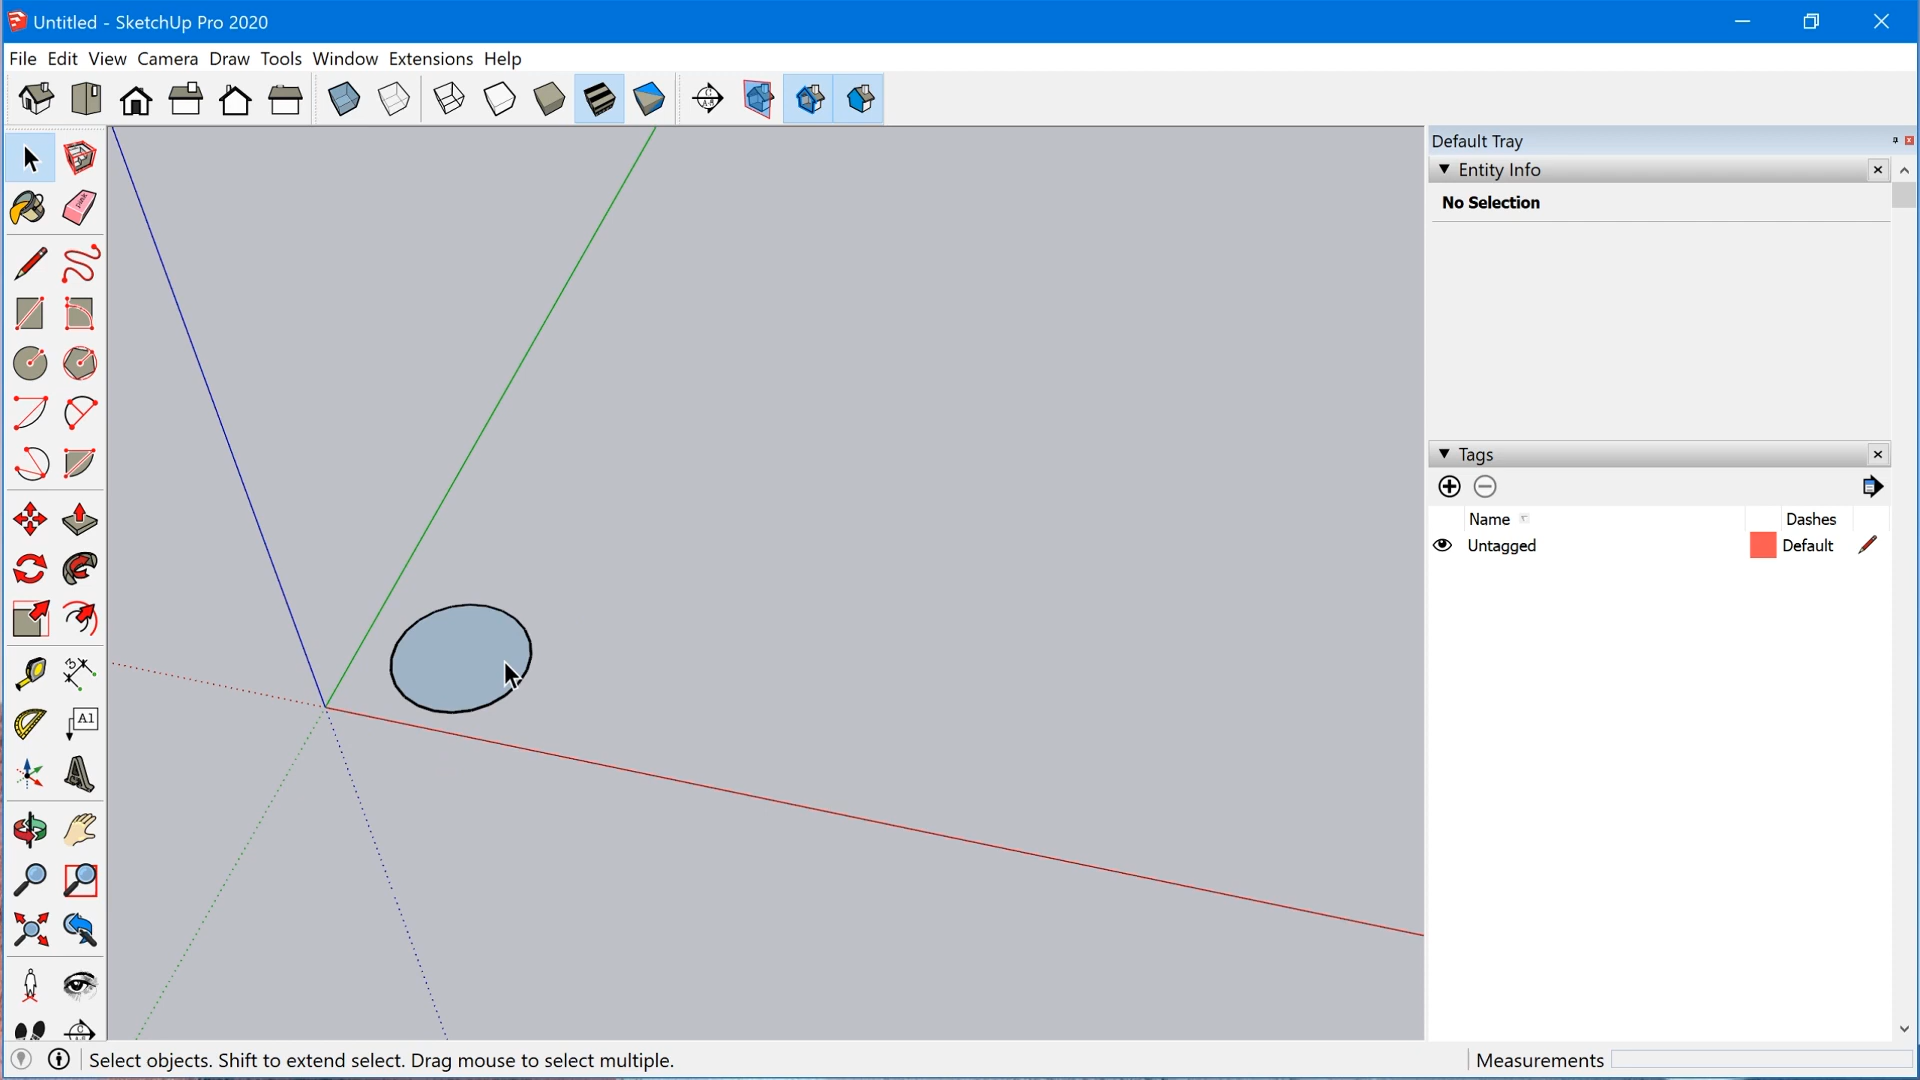 Untitled - SketchUp Pro 2020
File Edit View Camera Draw Tools Window Extensions Help
Default Tray
Entity Info
No Selection
Tags
Name Dashes
Untagged Default
A1
Select objects. Shift to extend select. Drag mouse to select multiple.
Measurements